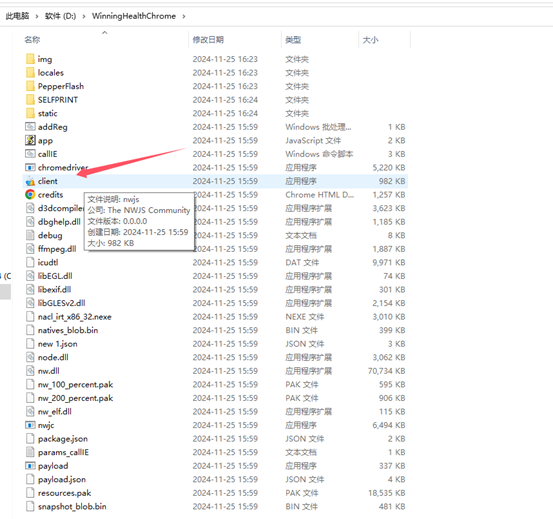 此电脑 › 软件 (D:) › WinningHealthChrome ›
名称 修改日期 类型 大小
img 2024-11-25 16:23 文件夹
locales 2024-11-25 16:23 文件夹
PepperFlash 2024-11-25 16:23 文件夹
SELFPRINT 2024-11-25 16:24 文件夹
static 2024-11-25 16:24 文件夹
addReg 2024-11-25 15:59 Windows 批处理... 1 KB
app 2024-11-25 15:59 JavaScript 文件 2 KB
callIE 2024-11-25 15:59 Windows 命令脚本 3 KB
chromedriver 2024-11-25 15:59 应用程序 5,220 KB
client 2024-11-25 15:59 应用程序 982 KB
credits 2024-11-25 15:59 Chrome HTML D... 1,257 KB
d3dcompiler 2024-11-25 15:59 应用程序扩展 3,623 KB
dbghelp.dll 2024-11-25 15:59 应用程序扩展 1,185 KB
debug 2024-11-25 15:59 文本文档 8 KB
ffmpeg.dll 2024-11-25 15:59 应用程序扩展 1,887 KB
文件说明: nwjs
公司: The NWJS Community
文件版本: 0.0.0.0
创建日期: 2024-11-25 15:59
大小: 982 KB
icudtl 2024-11-25 15:59 DAT 文件 9,971 KB
libEGL.dll 2024-11-25 15:59 应用程序扩展 74 KB
libexif.dll 2024-11-25 15:59 应用程序扩展 301 KB
libGLESv2.dll 2024-11-25 15:59 应用程序扩展 2,154 KB
nacl_irt_x86_32.nexe 2024-11-25 15:59 NEXE 文件 3,010 KB
natives_blob.bin 2024-11-25 15:59 BIN 文件 399 KB
new 1.json 2024-11-25 15:59 JSON 文件 3 KB
node.dll 2024-11-25 15:59 应用程序扩展 3,062 KB
nw.dll 2024-11-25 15:59 应用程序扩展 70,734 KB
nw_100_percent.pak 2024-11-25 15:59 PAK 文件 595 KB
nw_200_percent.pak 2024-11-25 15:59 PAK 文件 906 KB
nw_elf.dll 2024-11-25 15:59 应用程序扩展 115 KB
nwjc 2024-11-25 15:59 应用程序 6,494 KB
package.json 2024-11-25 15:59 JSON 文件 2 KB
params_callIE 2024-11-25 15:59 文本文档 1 KB
payload 2024-11-25 15:59 应用程序 337 KB
payload.json 2024-11-25 15:59 JSON 文件 4 KB
resources.pak 2024-11-25 15:59 PAK 文件 18,535 KB
snapshot_blob.bin 2024-11-25 15:59 BIN 文件 481 KB